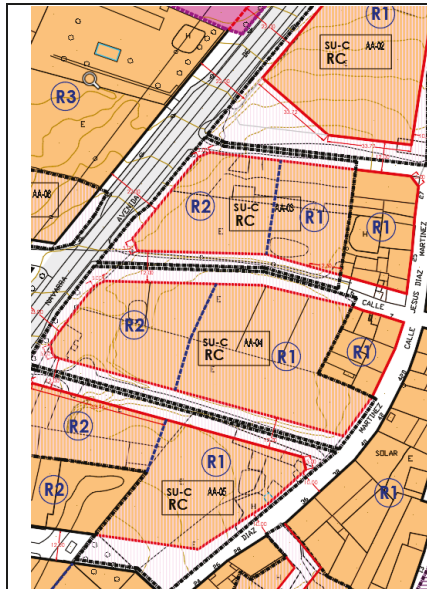 R1
SU-C AA-02
RC
R3
E
H
AA-08
AVENIDA
R2
SU-C AA-03
RC
R1
R1
H
E
E
JESUS DIAZ MARTINEZ
CALLE
NAVARRA
R2
E
SU-C AA-04
RC
R1
E
R1
CALLE
MARTINEZ
R2
R1
SOLAR
E
SU-C AA-05
RC
R2
R1
H
E
DIAZ